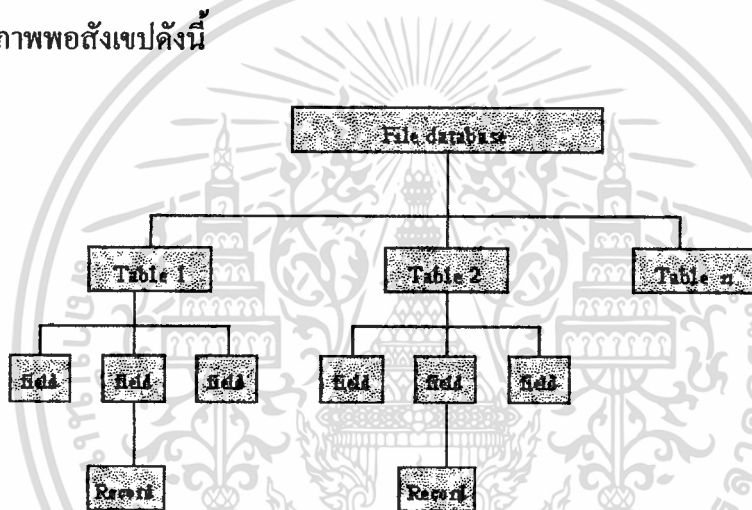 ภาพพอสังเขปดังนี้
File database
Table 1 Table 2 Table n
field field field field field field
Record Record